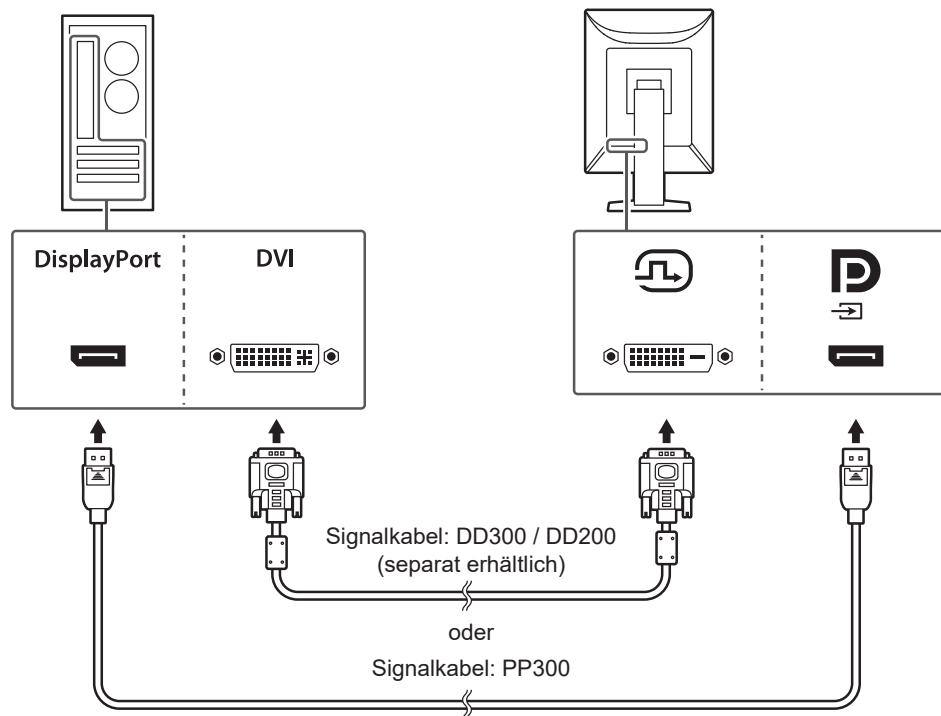 DisplayPort
DVI
Signalkabel: DD300 / DD200
(separat erhältlich)
oder
Signalkabel: PP300